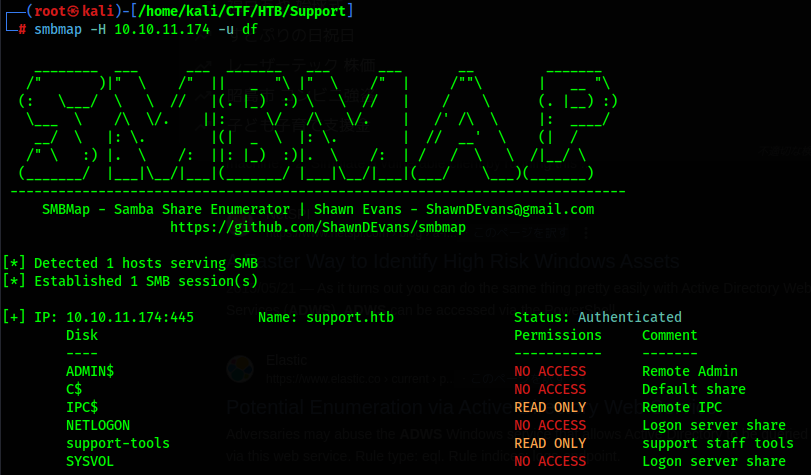 ┌──(root㉿kali)-[/home/kali/CTF/HTB/Support]
└─# smbmap -H 10.10.11.174 -u df
SMBMAP
SMBMap - Samba Share Enumerator | Shawn Evans - ShawnDEvans@gmail.com
https://github.com/ShawnDEvans/smbmap
[*] Detected 1 hosts serving SMB
[*] Established 1 SMB session(s)
[+] IP: 10.10.11.174:445 Name: support.htb Status: Authenticated
Disk Permissions Comment
---- ----------- -------
ADMIN$ NO ACCESS Remote Admin
C$ NO ACCESS Default share
IPC$ READ ONLY Remote IPC
NETLOGON NO ACCESS Logon server share
support-tools READ ONLY support staff tools
SYSVOL NO ACCESS Logon server share